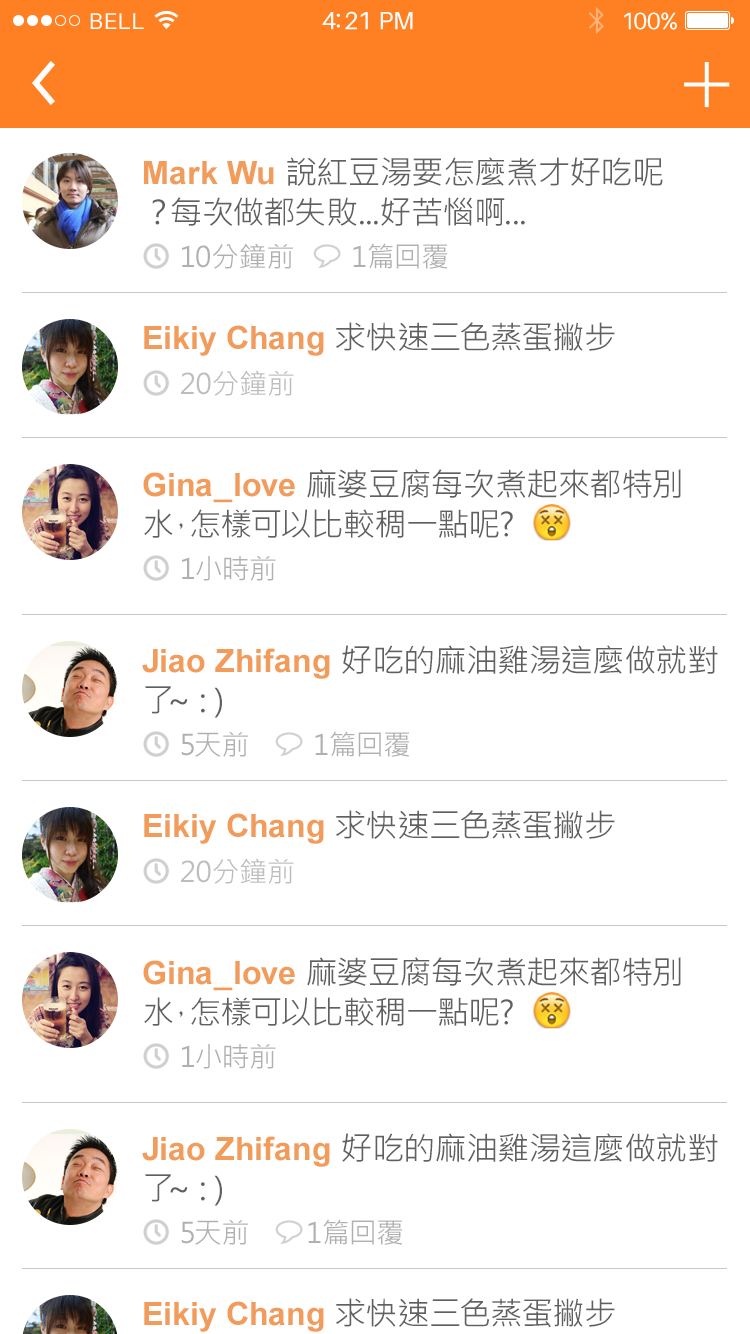 BELL 4:21 PM 100%
Mark Wu 說紅豆湯要怎麼煮才好吃呢
？每次做都失敗...好苦惱啊...
10分鐘前 1篇回覆
Eikiy Chang 求快速三色蒸蛋撇步
20分鐘前
Gina_love 麻婆豆腐每次煮起來都特別
水，怎樣可以比較稠一點呢?
1小時前
Jiao Zhifang 好吃的麻油雞湯這麼做就對
了~ : )
5天前 1篇回覆
Eikiy Chang 求快速三色蒸蛋撇步
20分鐘前
Gina_love 麻婆豆腐每次煮起來都特別
水，怎樣可以比較稠一點呢?
1小時前
Jiao Zhifang 好吃的麻油雞湯這麼做就對
了~ : )
5天前 1篇回覆
Eikiy Chang 求快速三色蒸蛋撇步